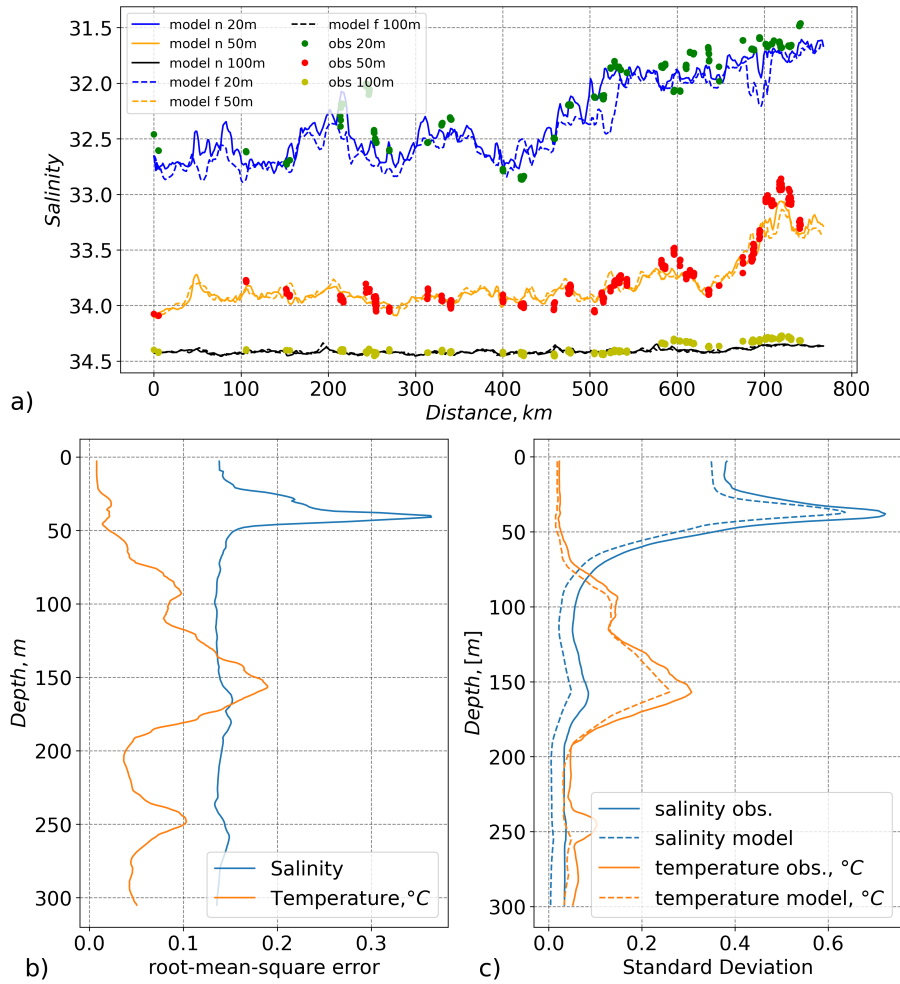 31.5
32.0
32.5
33.0
33.5
34.0
34.5
Salinity
model n 20m
model n 50m
model n 100m
model f 20m
model f 50m
model f 100m
obs 20m
obs 50m
obs 100m
0 100 200 300 400 500 600 700 800
Distance, km
a)
0
50
100
150
200
250
300
Depth, m
Salinity
Temperature,°C
0.0 0.1 0.2 0.3
root-mean-square error
b)
0
50
100
150
200
250
300
Depth, [m]
salinity obs.
salinity model
temperature obs., °C
temperature model, °C
0.0 0.2 0.4 0.6
Standard Deviation
c)